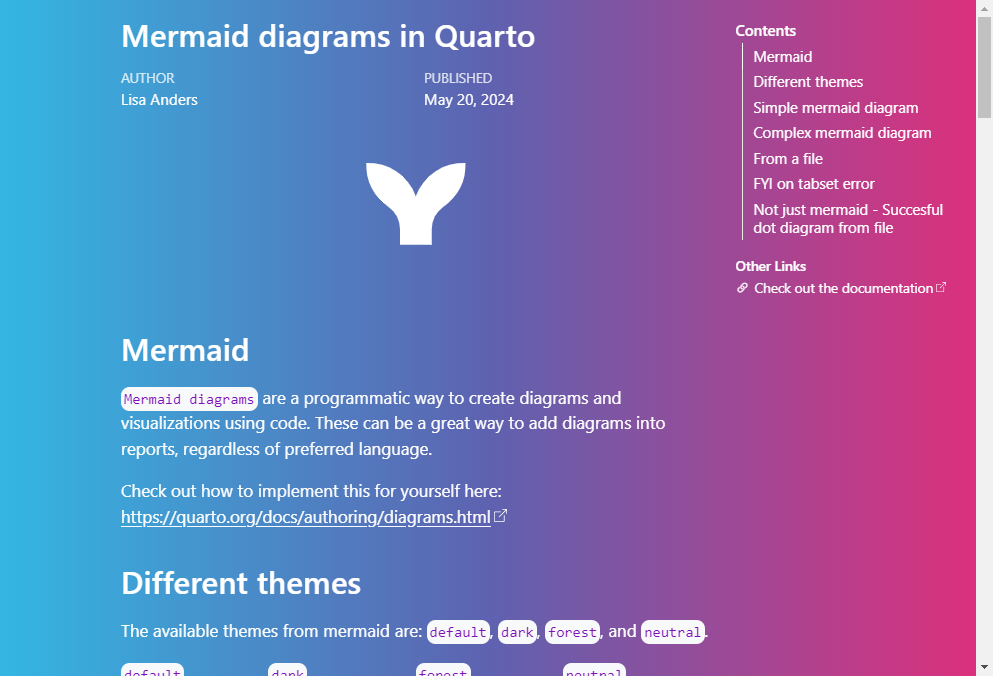 Mermaid diagrams in Quarto
AUTHOR
Lisa Anders
PUBLISHED
May 20, 2024
Contents
Mermaid
Different themes
Simple mermaid diagram
Complex mermaid diagram
From a file
FYI on tabset error
Not just mermaid - Succesful
dot diagram from file
Other Links
Check out the documentation
Mermaid
Mermaid diagrams are a programmatic way to create diagrams and
visualizations using code. These can be a great way to add diagrams into
reports, regardless of preferred language.
Check out how to implement this for yourself here:
https://quarto.org/docs/authoring/diagrams.html
Different themes
The available themes from mermaid are: default, dark, forest, and neutral.
default dark forest neutral